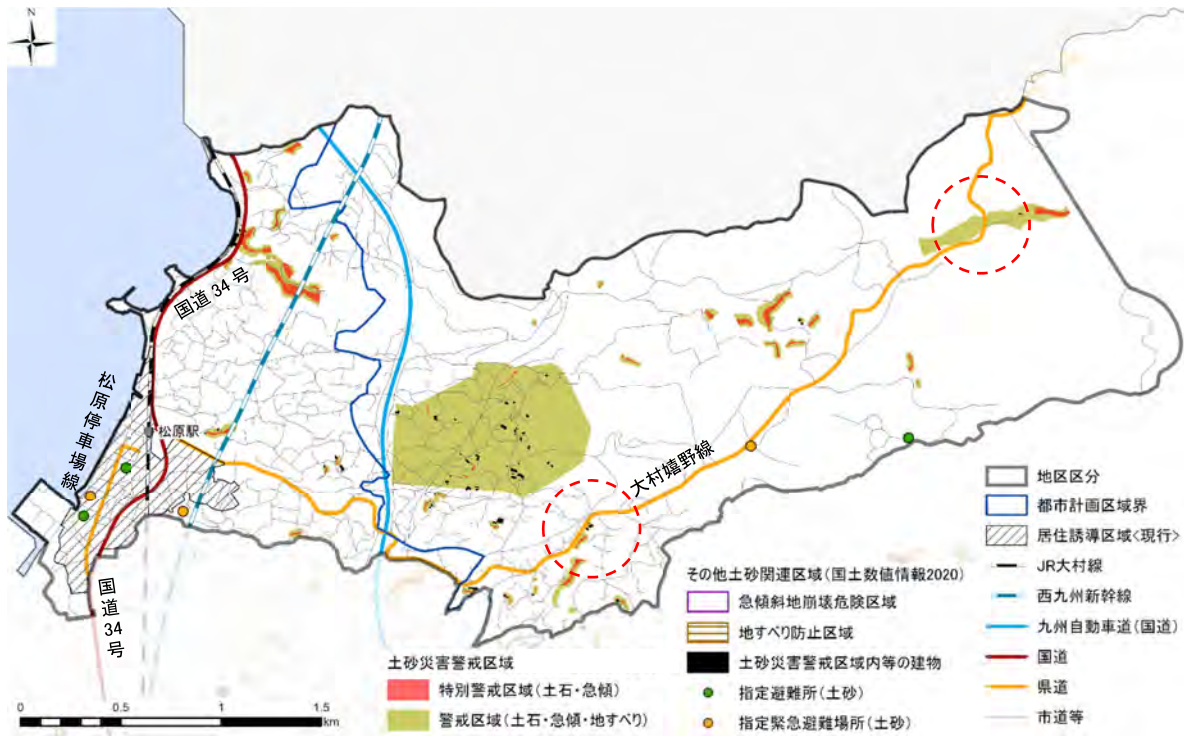 N
国道 34 号
松原停車場線
松原駅
大村嬉野線
国道 34 号
0 0.5 1 1.5
km
土砂災害警戒区域
特別警戒区域(土石・急傾)
警戒区域(土石・急傾・地すべり)
その他土砂関連区域(国土数値情報2020)
急傾斜地崩壊危険区域
地すべり防止区域
土砂災害警戒区域内等の建物
指定避難所(土砂)
指定緊急避難場所(土砂)
地区区分
都市計画区域界
居住誘導区域<現行>
JR大村線
西九州新幹線
九州自動車道(国道)
国道
県道
市道等